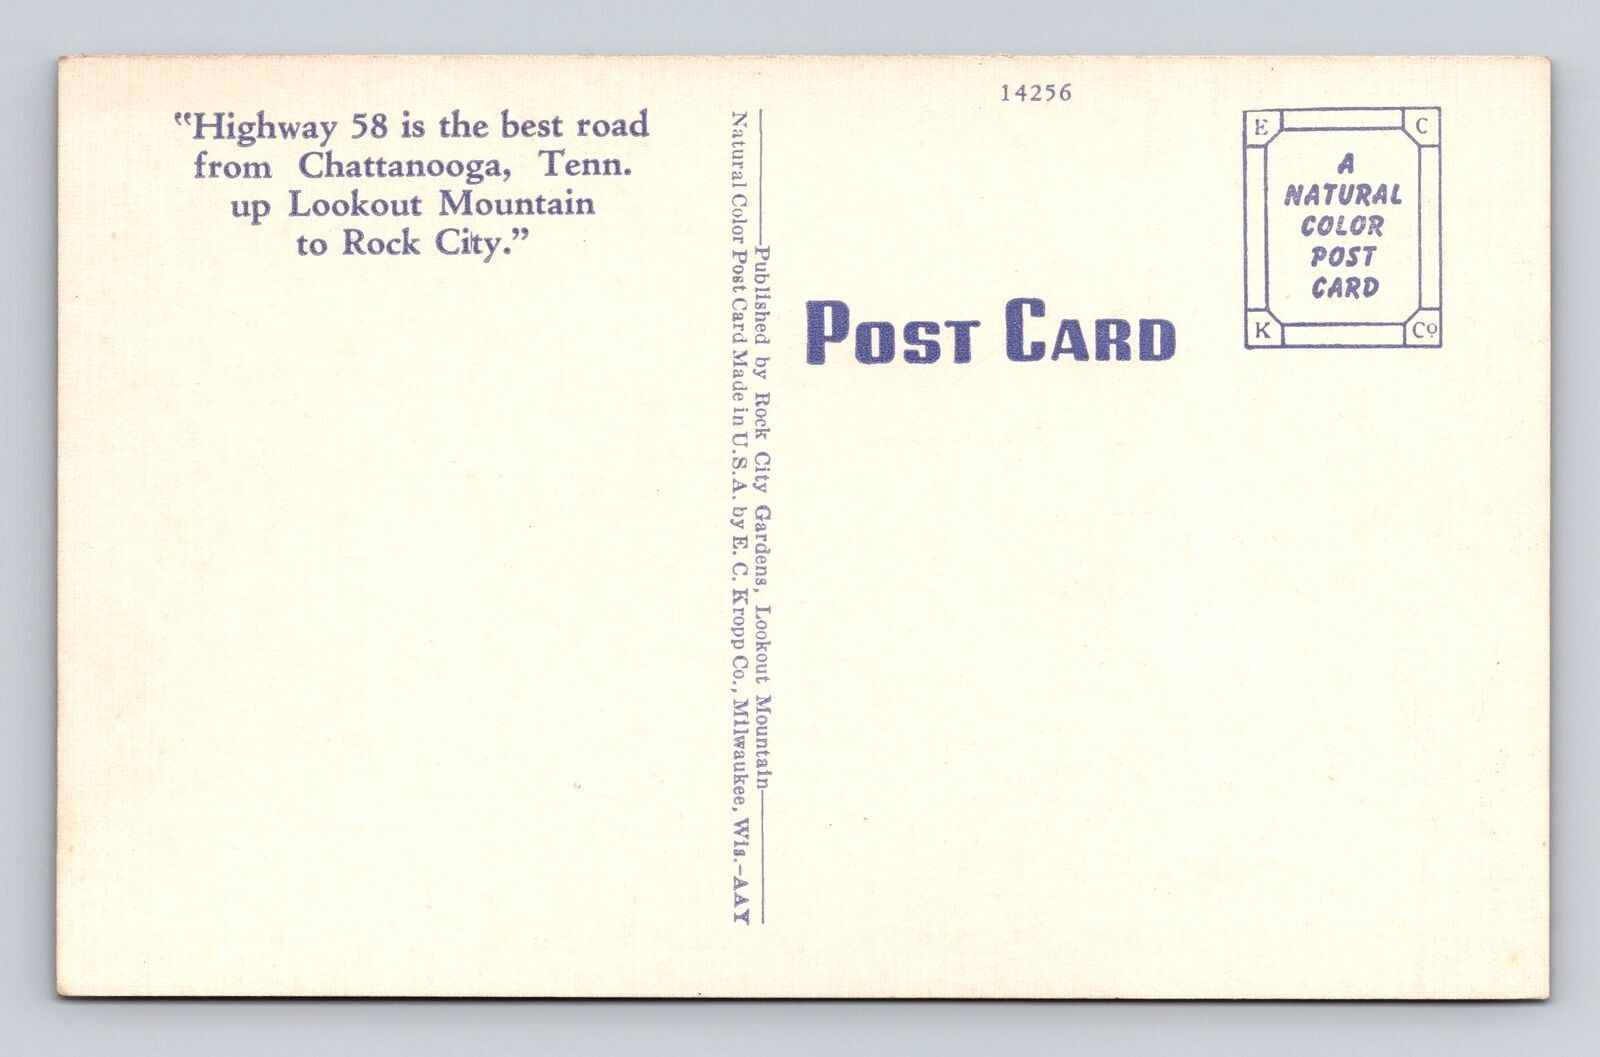 "Highway 58 is the best road
from Chattanooga, Tenn.
up Lookout Mountain
to Rock City."
Published by Rock City Gardens, Lookout Mountain
Natural Color Post Card Made in U.S.A. by E. C. Kropp Co., Milwaukee, Wis.-AAY
14256
POST CARD
E C
A
NATURAL
COLOR
POST
CARD
K Co